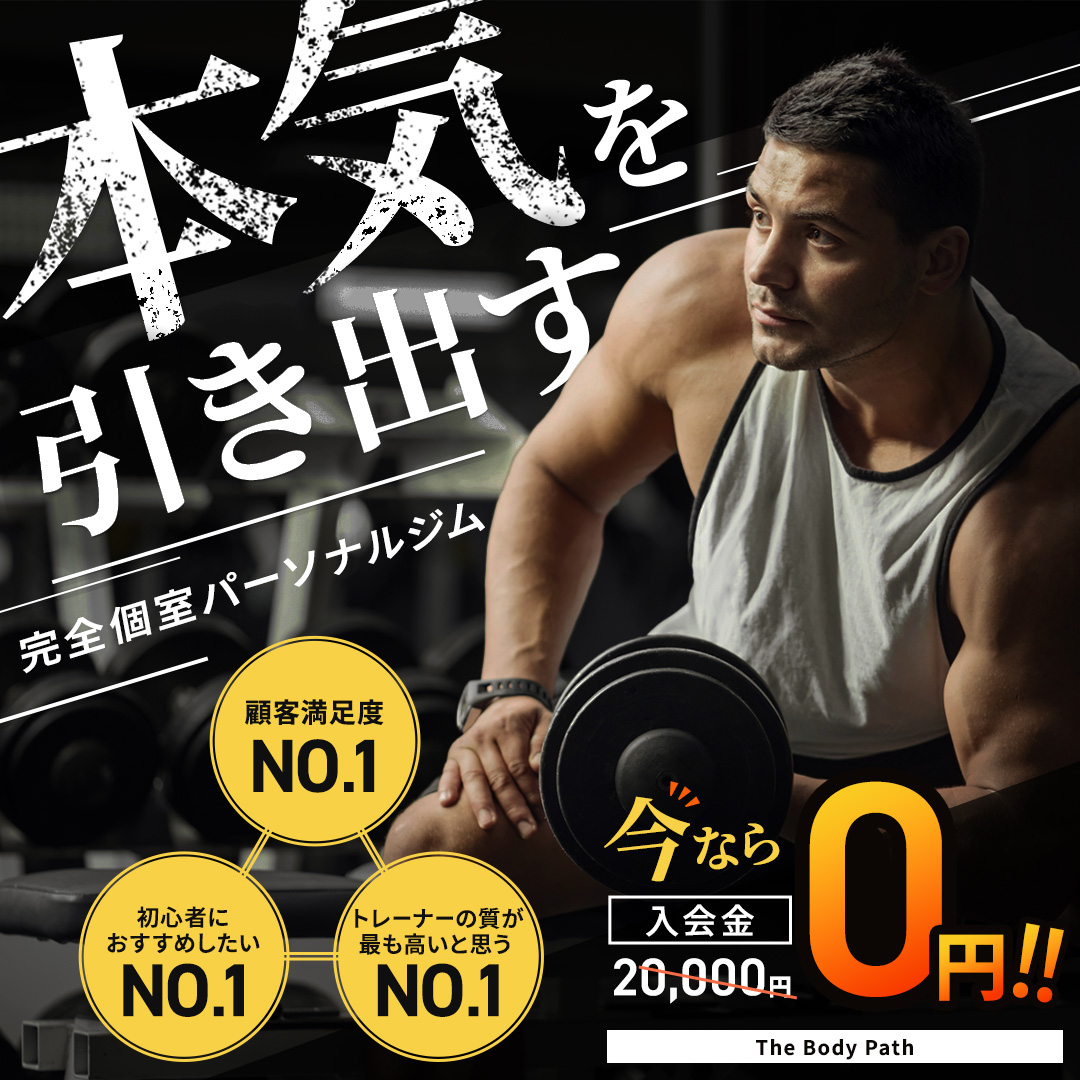 本気を
引き出す
完全個室パーソナルジム
顧客満足度
NO.1
初心者に
おすすめしたい
NO.1
トレーナーの質が
最も高いと思う
NO.1
今なら
入会金
20,000円
0円!!
The Body Path